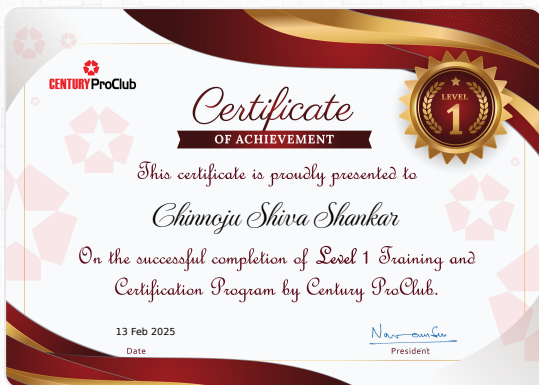 CENTURY ProClub
LEVEL
1
Certificate
OF ACHIEVEMENT
This certificate is proudly presented to
Chinnoju Shiva Shankar
On the successful completion of Level 1 Training and
Certification Program by Century ProClub.
13 Feb 2025
Date
President